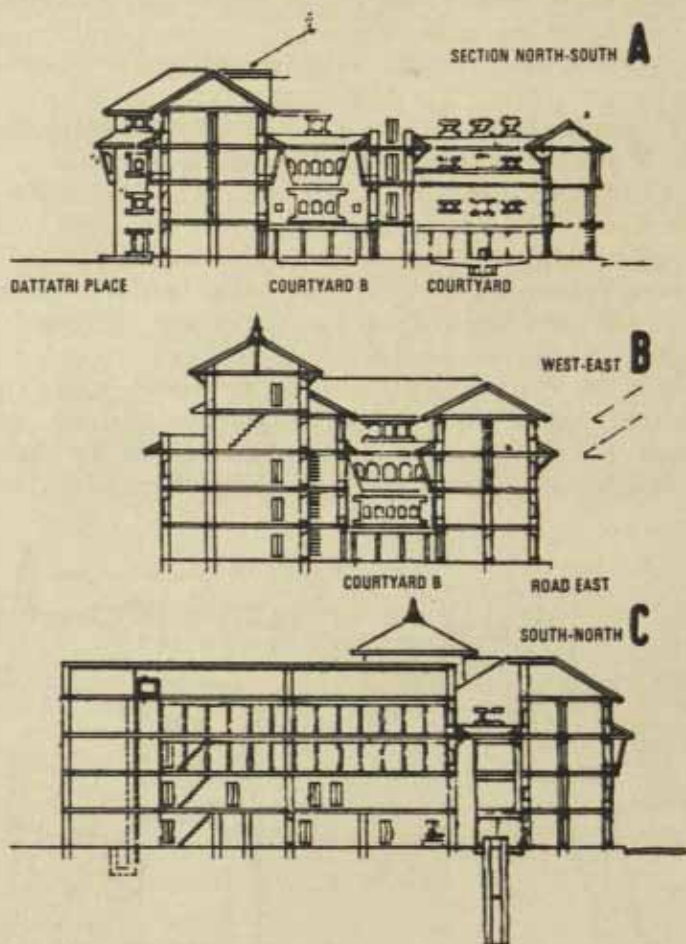 SECTION NORTH-SOUTH A
DATTATRI PLACE
COURTYARD B
COURTYARD
WEST-EAST B
COURTYARD B
ROAD EAST
SOUTH-NORTH C